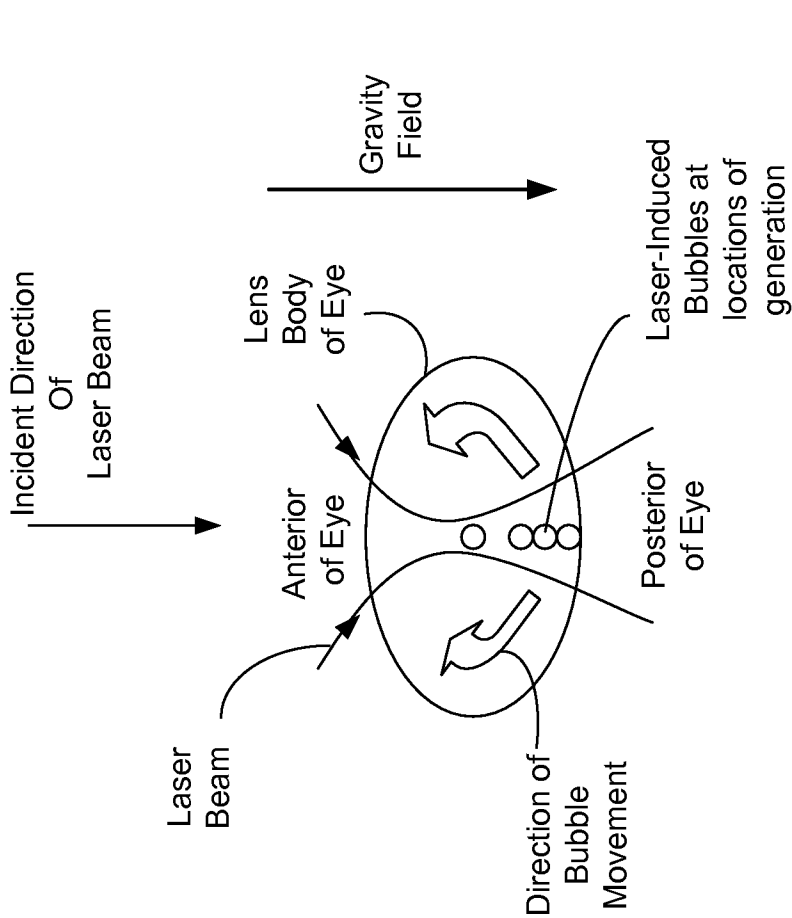 Incident Direction
Of
Laser Beam
Gravity
Field
Lens
Body
of Eye
Anterior
of Eye
Laser
Beam
Laser-Induced
Bubbles at
locations of
generation
Posterior
of Eye
Direction of
Bubble
Movement